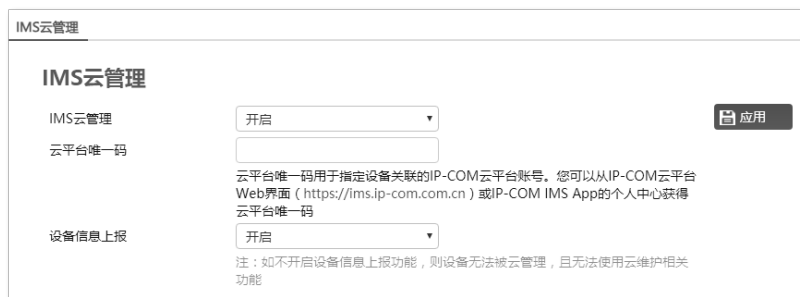 IMS云管理
IMS云管理
IMS云管理
开启
应用
云平台唯一码
云平台唯一码用于指定设备关联的IP-COM云平台账号。您可以从IP-COM云平台
Web界面（https://ims.ip-com.com.cn）或IP-COM IMS App的个人中心获得
云平台唯一码
设备信息上报
开启
注：如不开启设备信息上报功能，则设备无法被云管理，且无法使用云维护相关
功能